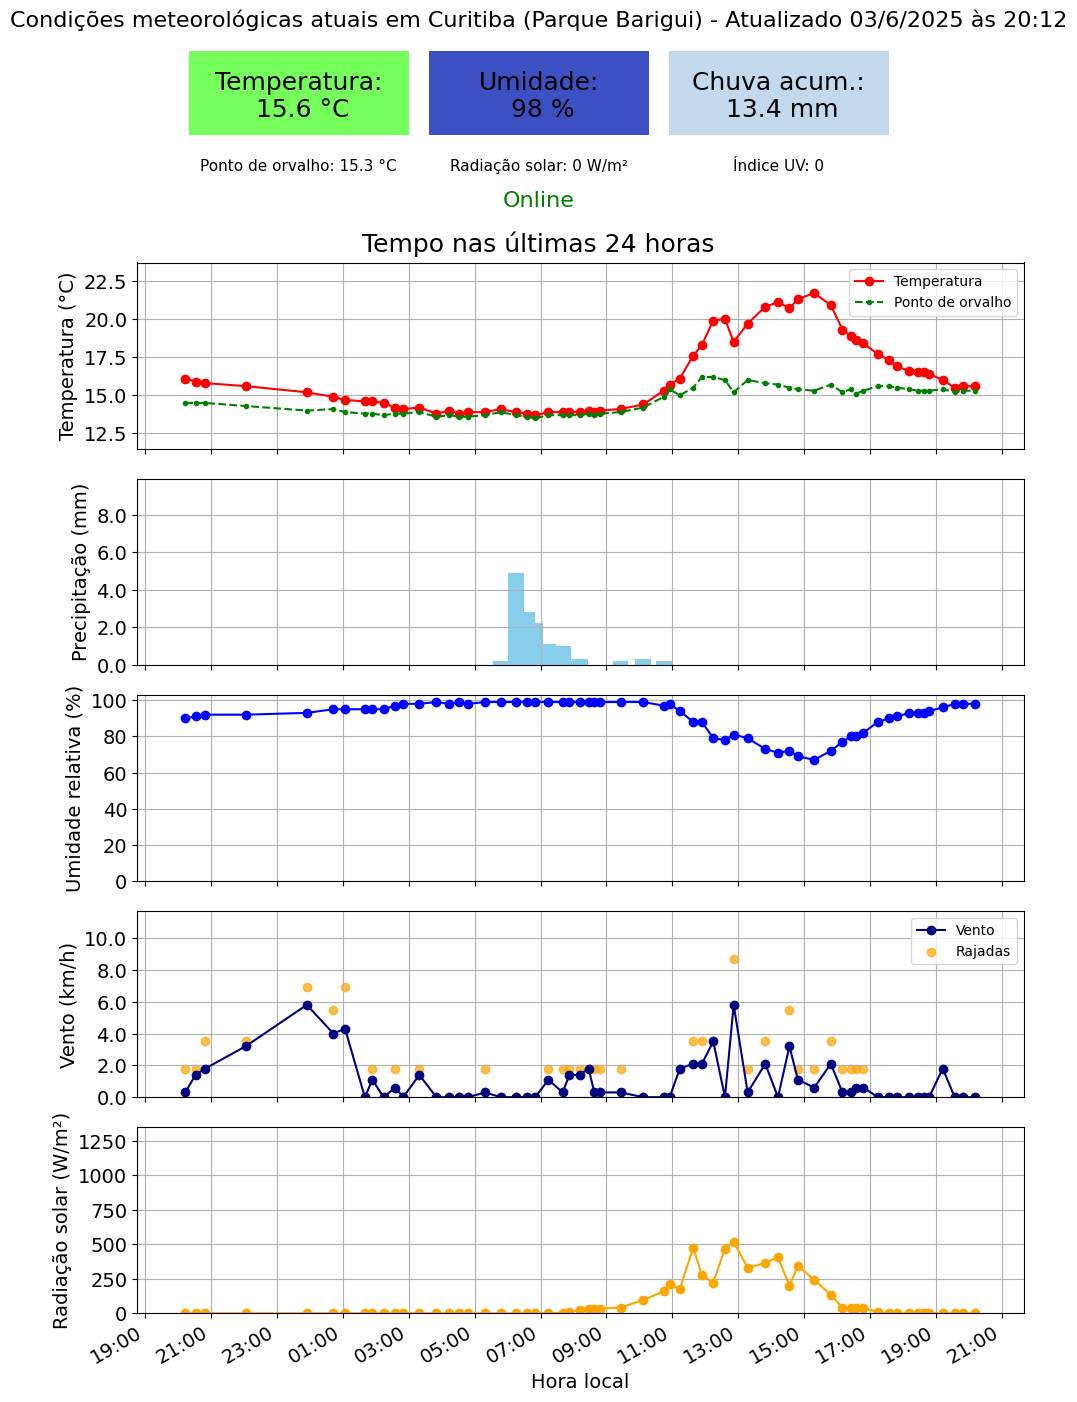 Condições meteorológicas atuais em Curitiba (Parque Barigui) - Atualizado 03/6/2025 às 20:12
Temperatura:
15.6 °C
Umidade:
98 %
Chuva acum.:
13.4 mm
Ponto de orvalho: 15.3 °C
Radiação solar: 0 W/m²
Índice UV: 0
Online
Tempo nas últimas 24 horas
Temperatura (°C)
22.5
20.0
17.5
15.0
12.5
Temperatura
Ponto de orvalho
Precipitação (mm)
8.0
6.0
4.0
2.0
0.0
Umidade relativa (%)
100
80
60
40
20
0
Vento (km/h)
10.0
8.0
6.0
4.0
2.0
0.0
Vento
Rajadas
Radiação solar (W/m²)
1250
1000
750
500
250
0
19:00
21:00
23:00
01:00
03:00
05:00
07:00
09:00
11:00
13:00
15:00
17:00
19:00
21:00
Hora local